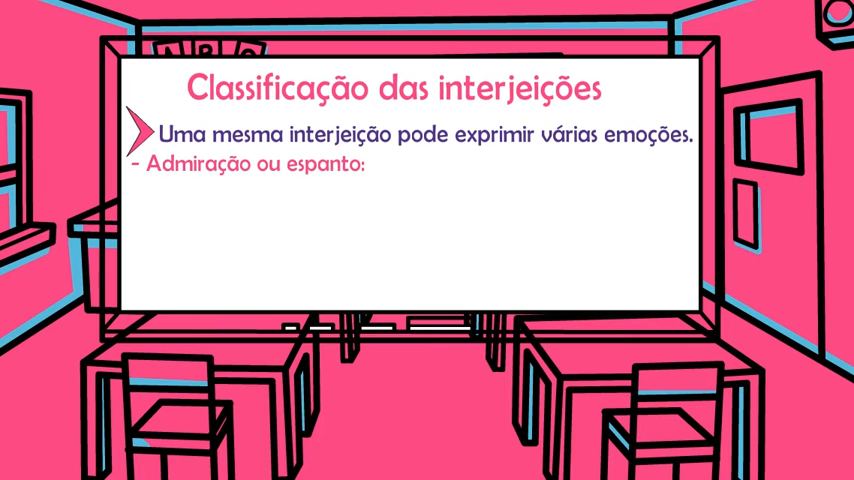 Classificação das interjeições
Uma mesma interjeição pode exprimir várias emoções.
- Admiração ou espanto: